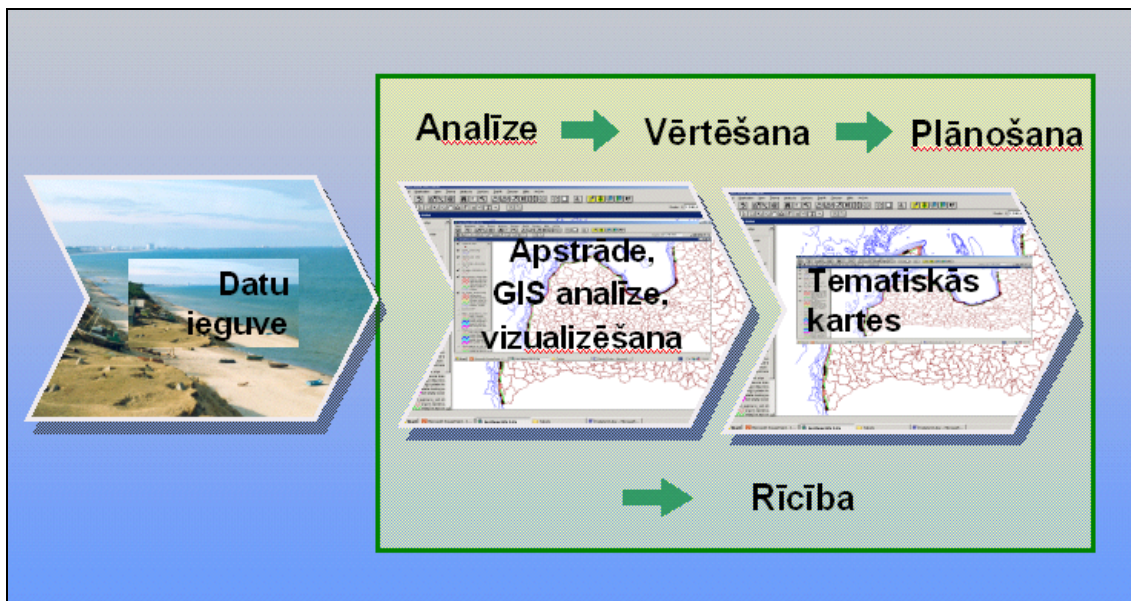 Analīze
Vērtēšana
Plānošana
Datu
ieguve
Apstrāde,
GIS analīze,
vizualizēšana
Tematiskās
kartes
Rīcība